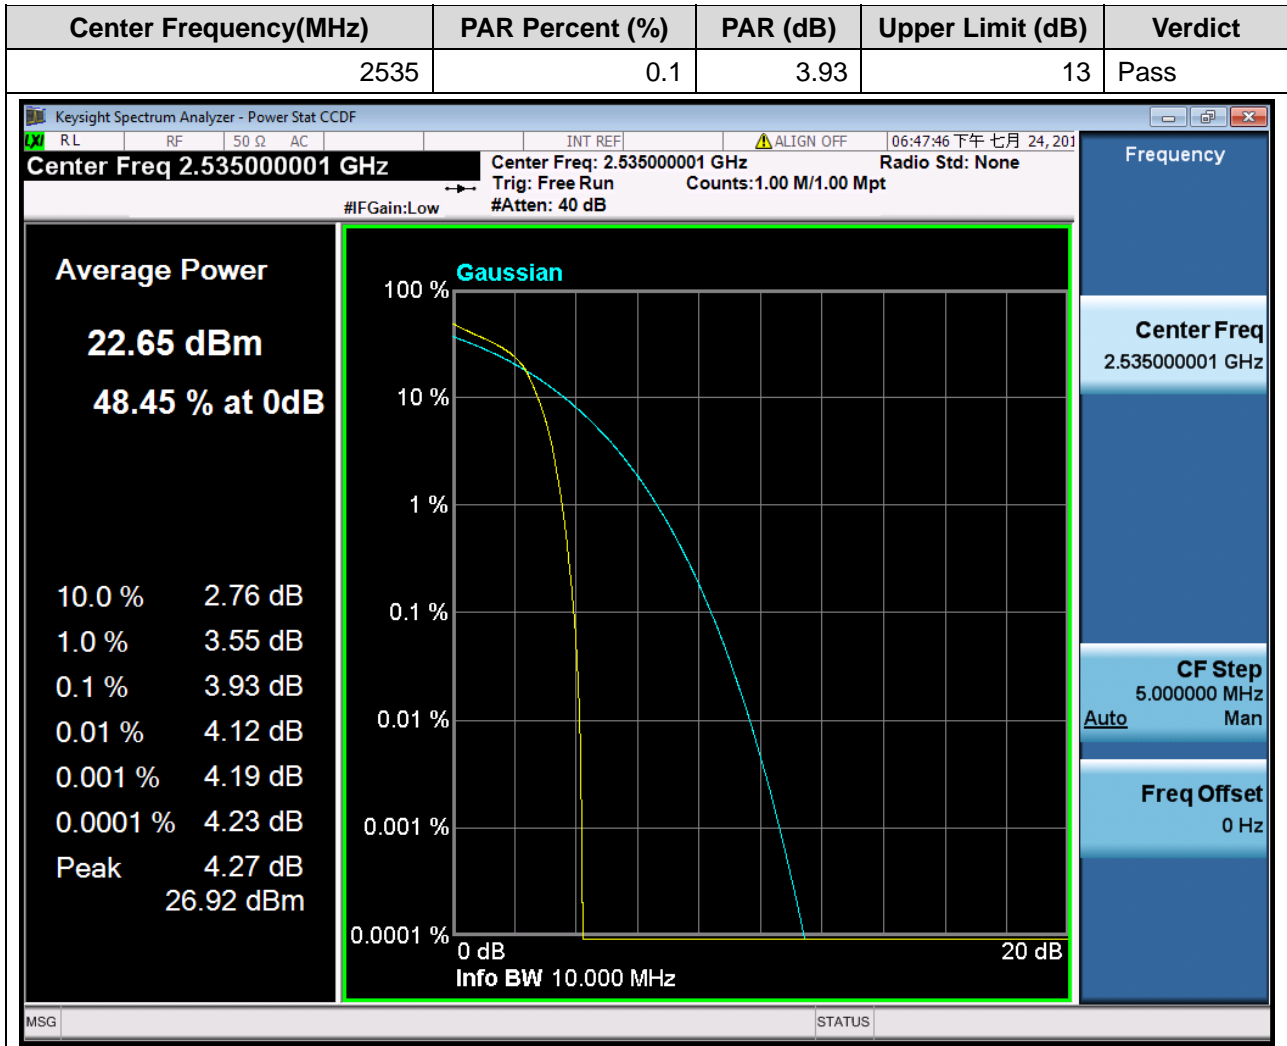 Center Frequency(MHz) PAR Percent (%) PAR (dB) Upper Limit (dB) Verdict
2535 0.1 3.93 13 Pass
Keysight Spectrum Analyzer - Power Stat CCDF
LXI RL RF 50 Ω AC INT REF ALIGN OFF 06:47:46 下午 七月 24, 201
Center Freq 2.535000001 GHz
Center Freq: 2.535000001 GHz Radio Std: None
Trig: Free Run Counts:1.00 M/1.00 Mpt
#IFGain:Low #Atten: 40 dB
Average Power
22.65 dBm
48.45 % at 0dB
10.0 % 2.76 dB
1.0 % 3.55 dB
0.1 % 3.93 dB
0.01 % 4.12 dB
0.001 % 4.19 dB
0.0001 % 4.23 dB
Peak 4.27 dB
26.92 dBm
Gaussian
100 %
10 %
1 %
0.1 %
0.01 %
0.001 %
0.0001 %
0 dB 20 dB
Info BW 10.000 MHz
Frequency
Center Freq
2.535000001 GHz
CF Step
5.000000 MHz
Auto Man
Freq Offset
0 Hz
MSG STATUS